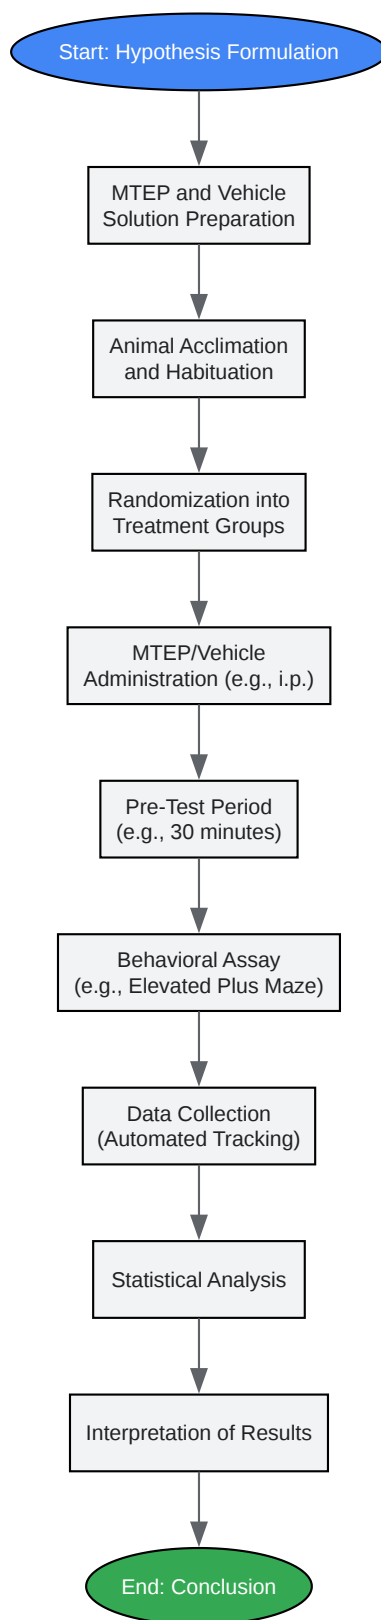 Start: Hypothesis Formulation
MTEP and Vehicle
Solution Preparation
Animal Acclimation
and Habituation
Randomization into
Treatment Groups
MTEP/Vehicle
Administration (e.g., i.p.)
Pre-Test Period
(e.g., 30 minutes)
Behavioral Assay
(e.g., Elevated Plus Maze)
Data Collection
(Automated Tracking)
Statistical Analysis
Interpretation of Results
End: Conclusion